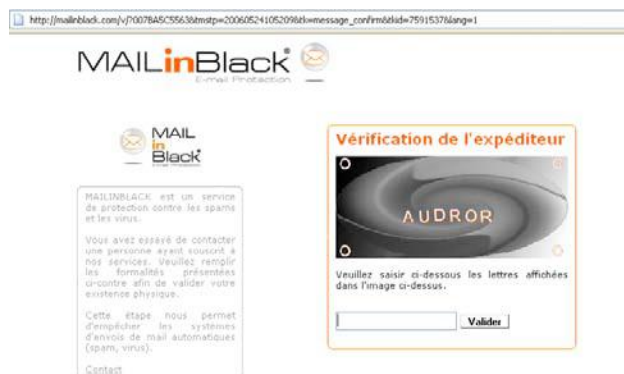 http://mailinblack.com/v/?007BA5C5563&tmstp=20060524105209&tk=message_confirm&tkid=7591537&lang=1
MAILinBlack
E-mail Protection
MAIL
in
Black
MAILINBLACK est un service
de protection contre les spams
et les virus.
Vous avez essayé de contacter
une personne ayant souscrit à
nos services. Veuillez remplir
les formalités présentées
ci-contre afin de valider votre
existence physique.
Cette étape nous permet
d'empêcher les systèmes
d'envois de mail automatiques
(spam, virus).
Contact
Vérification de l'expéditeur
AUDROR
Veuillez saisir ci-dessous les lettres affichées
dans l'image ci-dessus.
Valider